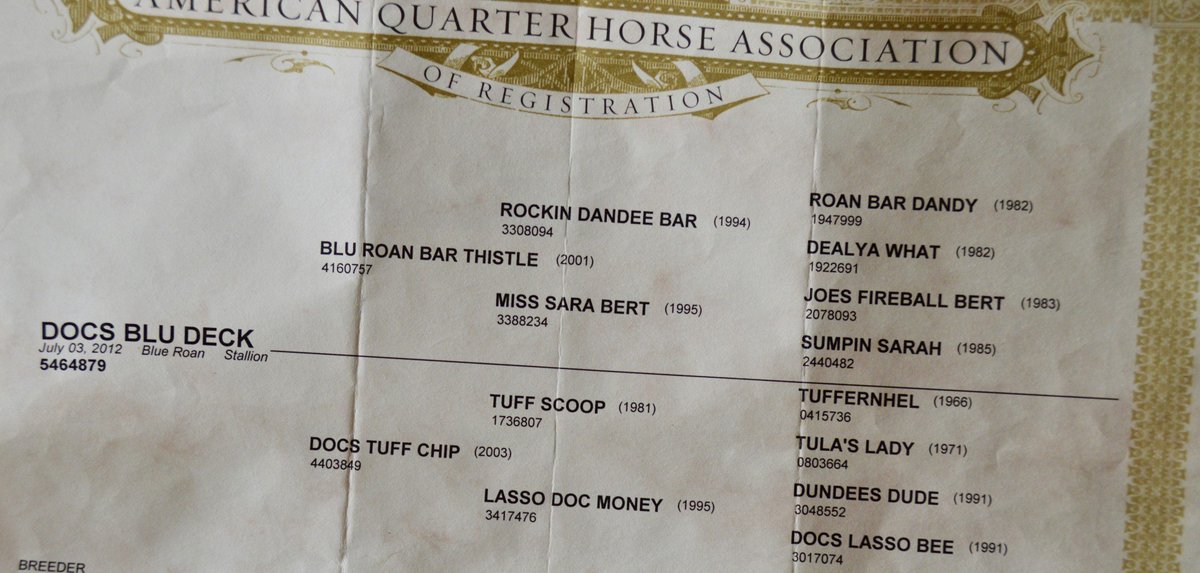 AMERICAN QUARTER HORSE ASSOCIATION
OF REGISTRATION
ROAN BAR DANDY (1982)
1947999
ROCKIN DANDEE BAR (1994)
3308094
DEALYA WHAT (1982)
1922691
BLU ROAN BAR THISTLE (2001)
4160757
JOES FIREBALL BERT (1983)
2078093
MISS SARA BERT (1995)
3388234
SUMPIN SARAH (1985)
2440482
DOCS BLU DECK
July 03, 2012 Blue Roan Stallion
5464879
TUFFERNHEL (1966)
0415736
TUFF SCOOP (1981)
1736807
TULA'S LADY (1971)
0803664
DOCS TUFF CHIP (2003)
4403849
DUNDEES DUDE (1991)
3048552
LASSO DOC MONEY (1995)
3417476
DOCS LASSO BEE (1991)
3017074
BREEDER